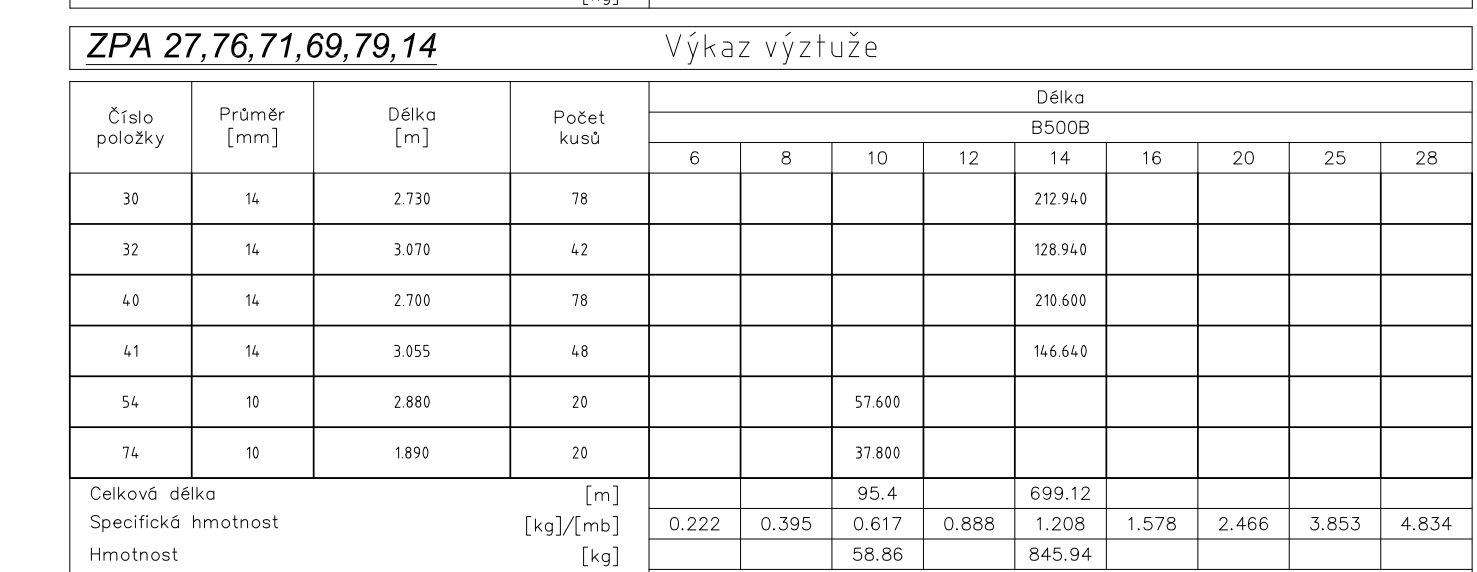 [kg]
ZPA 27,76,71,69,79,14 Výkaz výztuže
Číslo položky Průměr [mm] Délka [m] Počet kusů Délka
B500B
6 8 10 12 14 16 20 25 28
30 14 2.730 78 212.940
32 14 3.070 42 128.940
40 14 2.700 78 210.600
41 14 3.055 48 146.640
54 10 2.880 20 57.600
74 10 1.890 20 37.800
Celková délka [m] 95.4 699.12
Specifická hmotnost [kg]/[mb] 0.222 0.395 0.617 0.888 1.208 1.578 2.466 3.853 4.834
Hmotnost [kg] 58.86 845.94